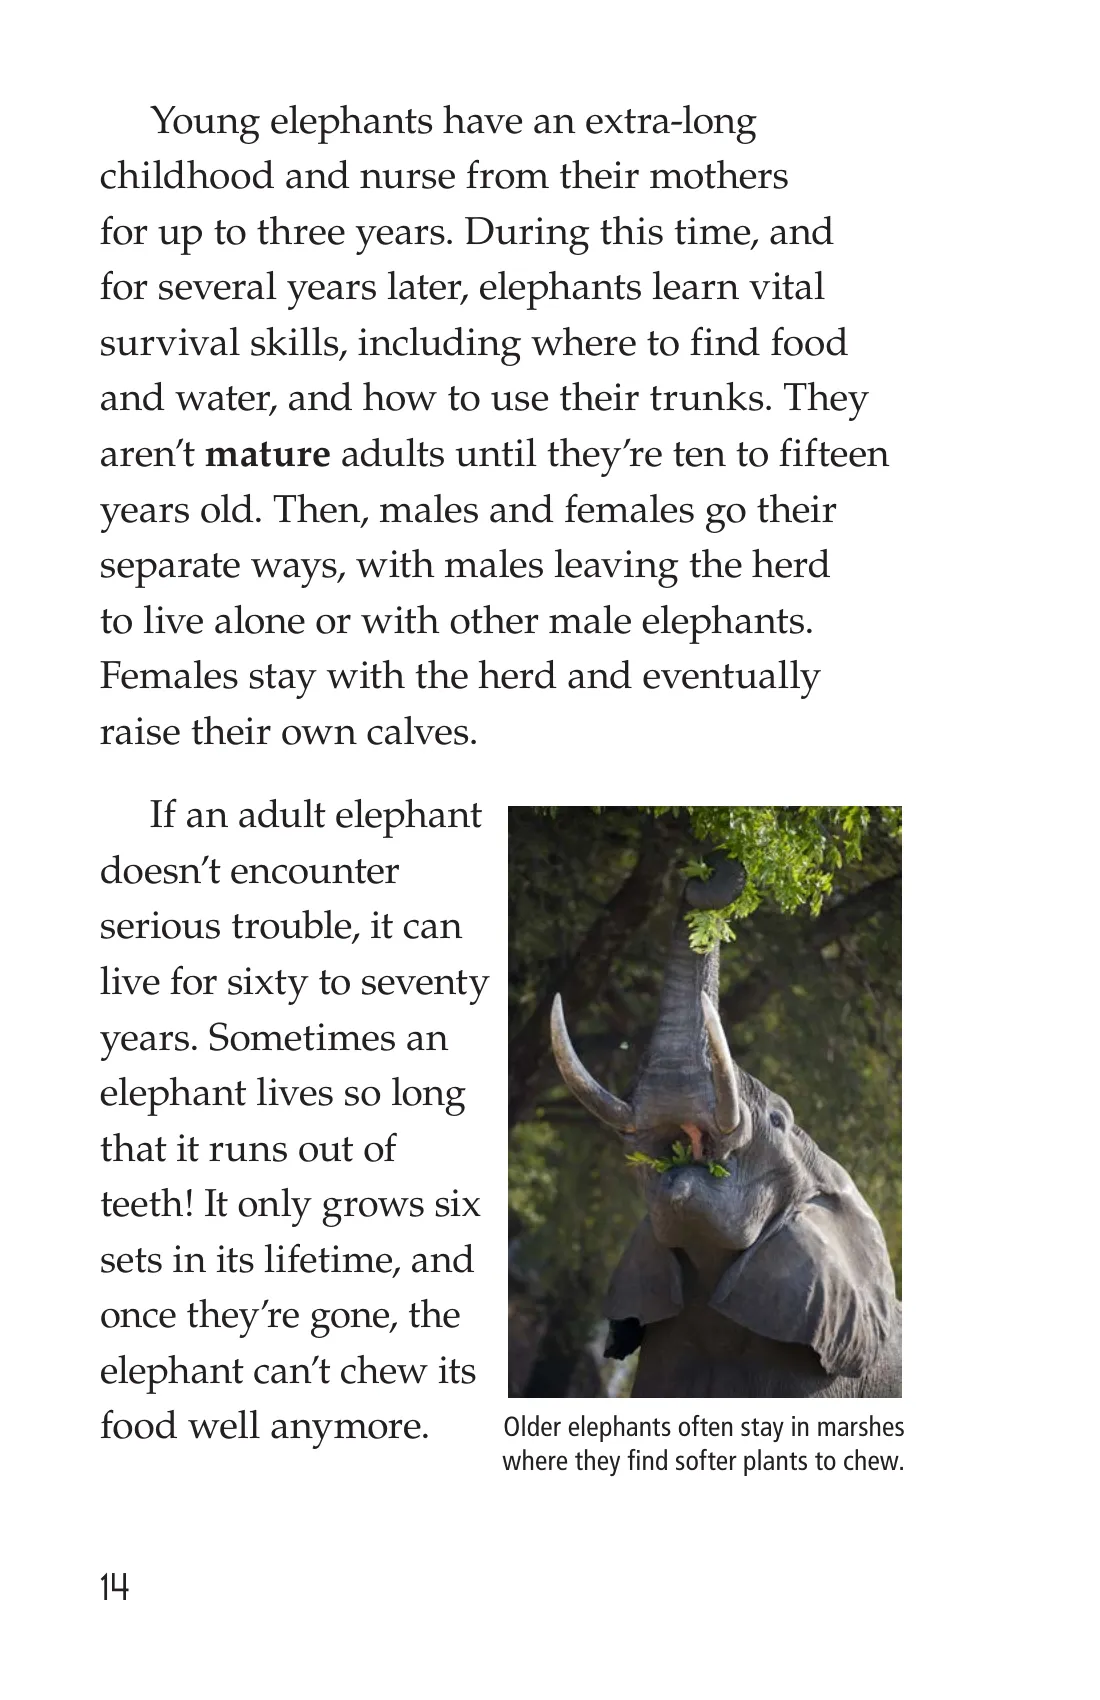 Young elephants have an extra-long
childhood and nurse from their mothers
for up to three years. During this time, and
for several years later, elephants learn vital
survival skills, including where to find food
and water, and how to use their trunks. They
aren’t mature adults until they’re ten to fifteen
years old. Then, males and females go their
separate ways, with males leaving the herd
to live alone or with other male elephants.
Females stay with the herd and eventually
raise their own calves.
If an adult elephant
doesn’t encounter
serious trouble, it can
live for sixty to seventy
years. Sometimes an
elephant lives so long
that it runs out of
teeth! It only grows six
sets in its lifetime, and
once they’re gone, the
elephant can’t chew its
food well anymore.
Older elephants often stay in marshes
where they find softer plants to chew.
14